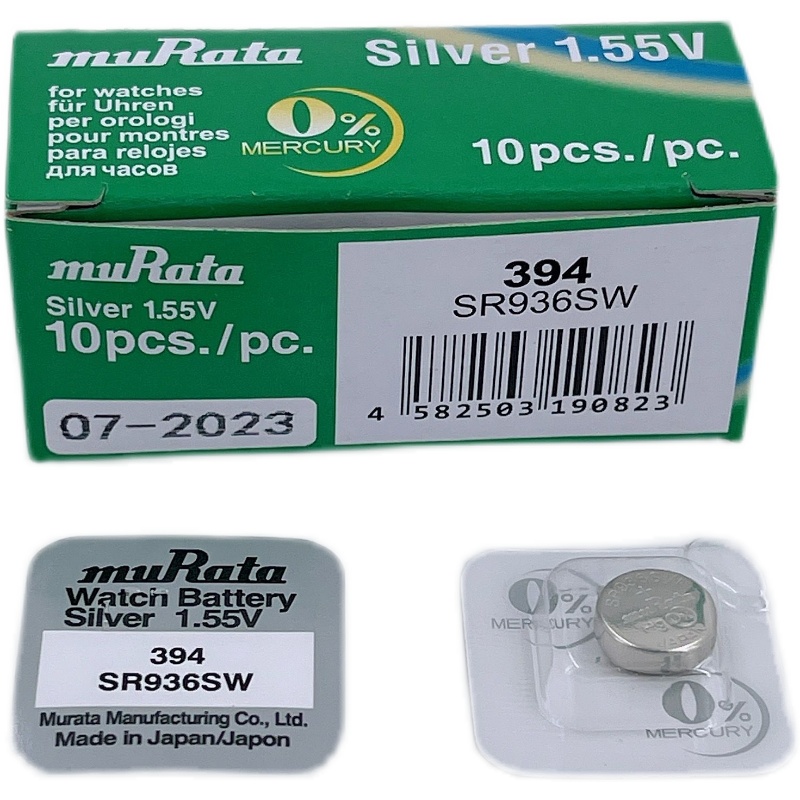 muRata
Silver 1.55V
for watches
für Uhren
per orologi
pour montres
para relojes
для часов
0%
MERCURY
10pcs./pc.
muRata
Silver 1.55V
10pcs./pc.
07-2023
394
SR936SW
4 582503 190823
muRata
Watch Battery
Silver 1.55V
394
SR936SW
Murata Manufacturing Co., Ltd.
Made in Japan/Japon
0%
MERCURY
0%
MERCURY